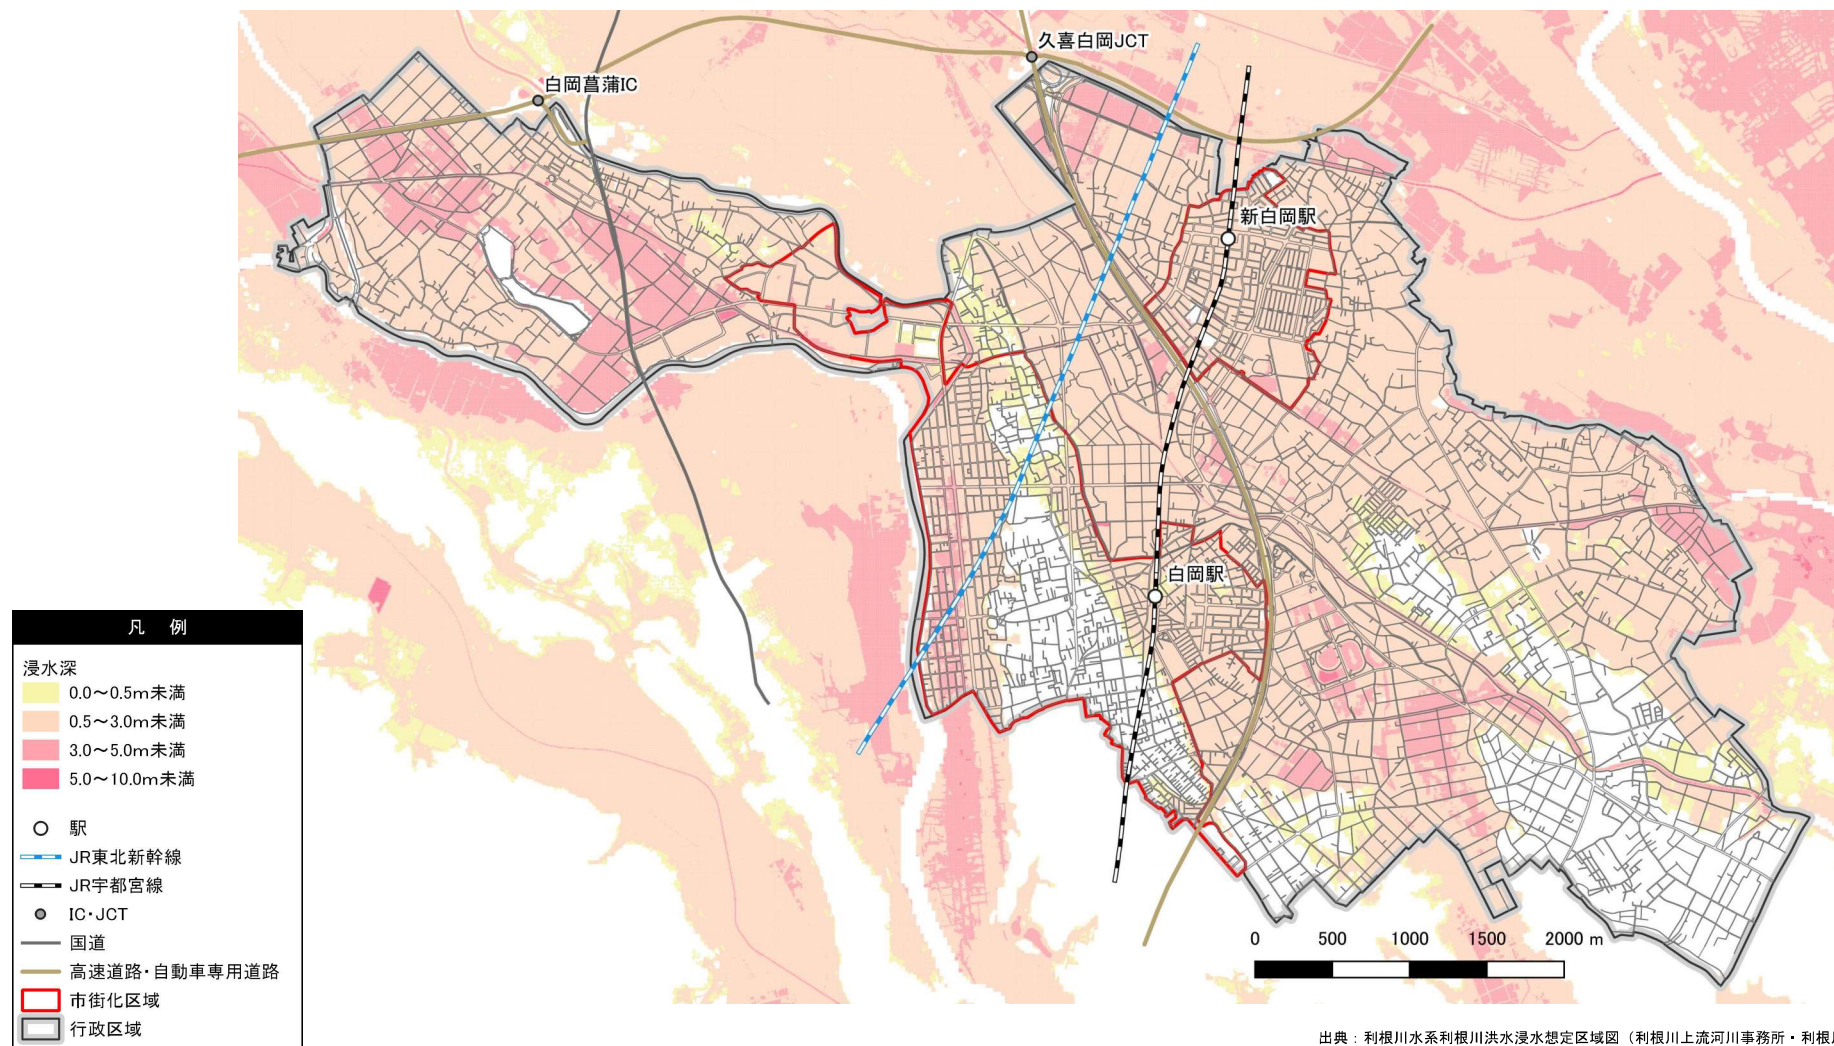 久喜白岡JCT
白岡菖蒲IC
新白岡駅
白岡駅
凡 例
浸水深
0.0～0.5m未満
0.5～3.0m未満
3.0～5.0m未満
5.0～10.0m未満
駅
JR東北新幹線
JR宇都宮線
IC・JCT
国道
高速道路・自動車専用道路
市街化区域
行政区域
0 500 1000 1500 2000 m
出典：利根川水系利根川洪水浸水想定区域図（利根川上流河川事務所・利根